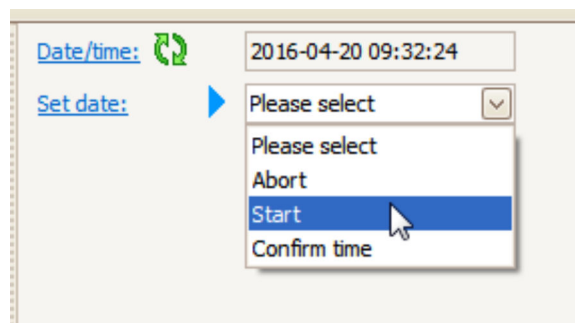 Date/time: 2016-04-20 09:32:24
Set date: Please select
Please select
Abort
Start
Confirm time